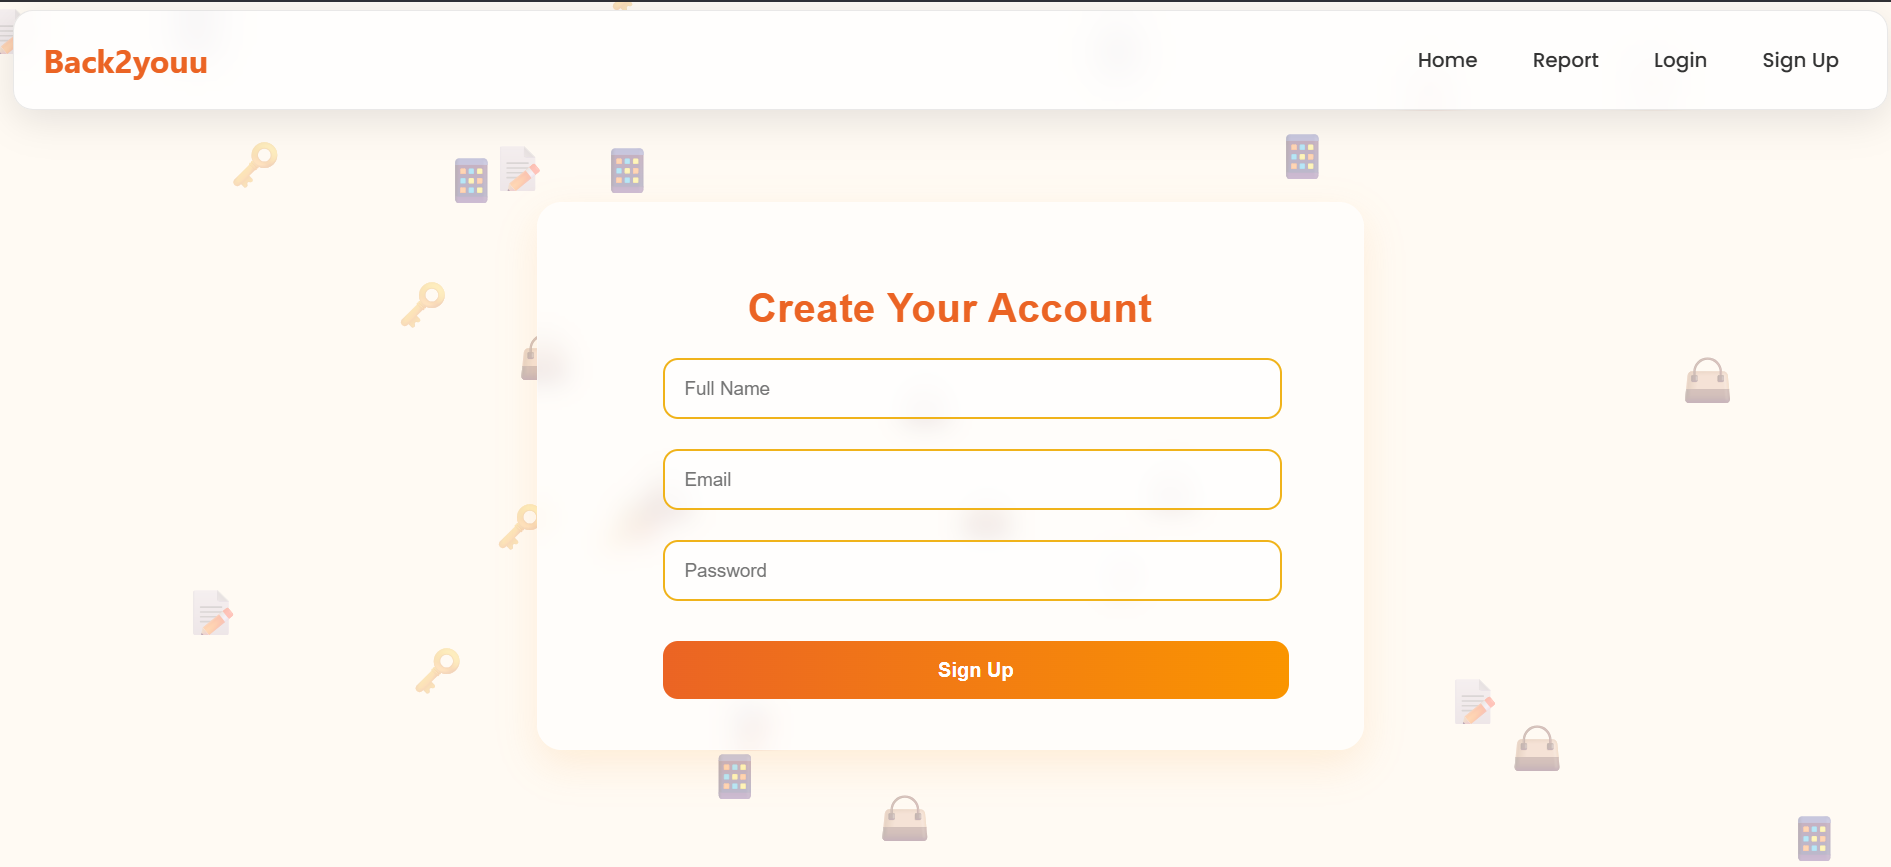 Back2youu
Home Report Login Sign Up
Create Your Account
Full Name
Email
Password
Sign Up